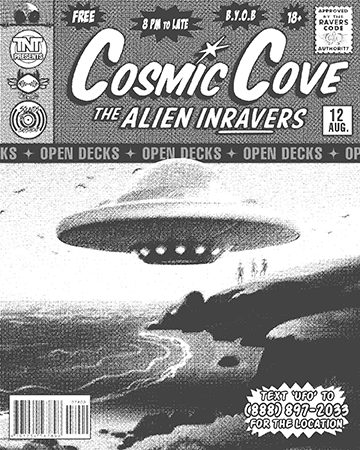 FREE
8 PM TO LATE
B.Y.O.B
18+
APPROVED
BY THE
RAVERS
CODE
AUTHORITY
TNT
PRESENTS
COSMIC COVE
THE ALIEN INRAVERS
12
AUG.
KS ✦ OPEN DECKS ✦ OPEN DECKS ✦ OPEN DECKS ✦ OPEN
TEXT 'UFO' TO
(888) 897-2033
FOR THE LOCATION